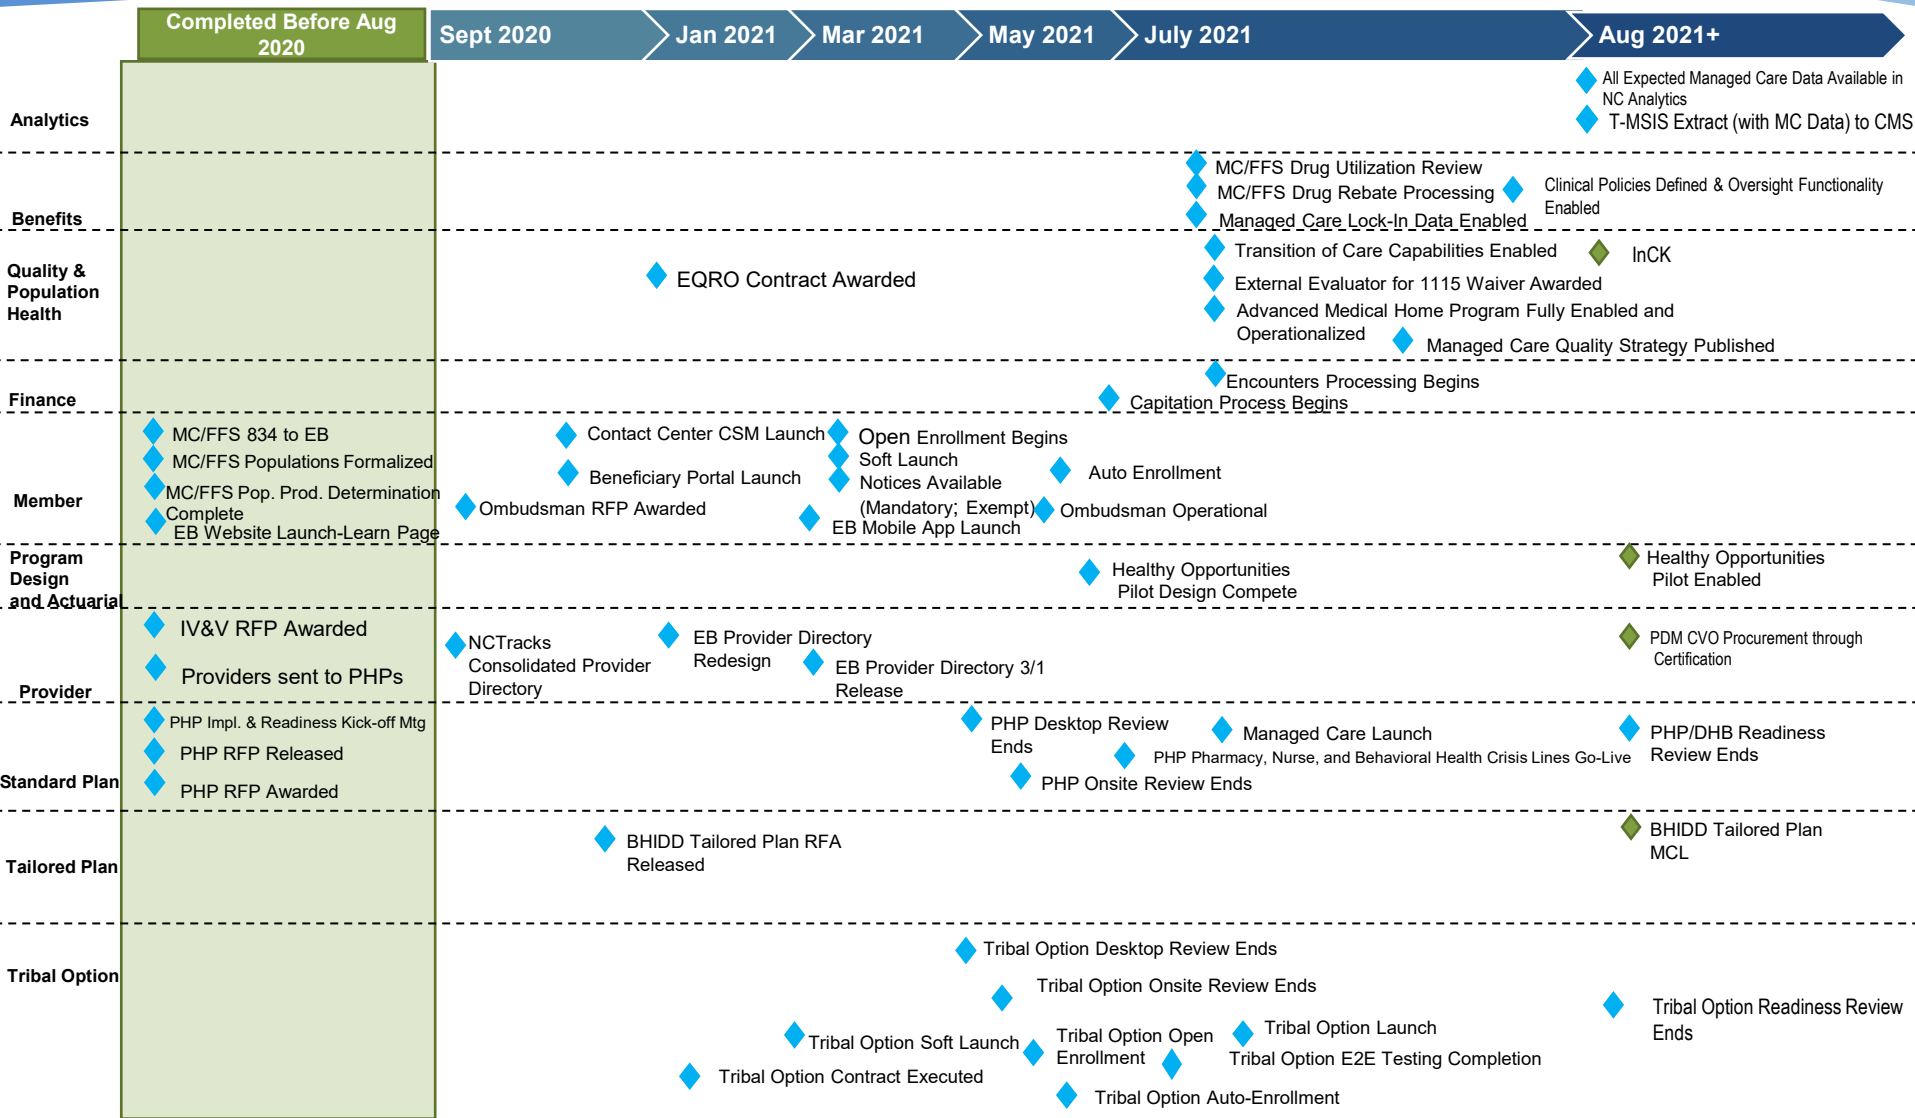 Completed Before Aug
2020
Sept 2020
Jan 2021
Mar 2021
May 2021
July 2021
Aug 2021+
Analytics
All Expected Managed Care Data Available in
NC Analytics
T-MSIS Extract (with MC Data) to CMS
Benefits
MC/FFS Drug Utilization Review
MC/FFS Drug Rebate Processing
Managed Care Lock-In Data Enabled
Clinical Policies Defined & Oversight Functionality
Enabled
Quality &
Population
Health
EQRO Contract Awarded
Transition of Care Capabilities Enabled
External Evaluator for 1115 Waiver Awarded
Advanced Medical Home Program Fully Enabled and
Operationalized
Managed Care Quality Strategy Published
InCK
Finance
Encounters Processing Begins
Capitation Process Begins
Member
MC/FFS 834 to EB
MC/FFS Populations Formalized
MC/FFS Pop. Prod. Determination
Complete
EB Website Launch-Learn Page
Contact Center CSM Launch
Beneficiary Portal Launch
Ombudsman RFP Awarded
Open Enrollment Begins
Soft Launch
Notices Available
(Mandatory; Exempt)
EB Mobile App Launch
Auto Enrollment
Ombudsman Operational
Program
Design
and Actuarial
Healthy Opportunities
Pilot Design Compete
Healthy Opportunities
Pilot Enabled
Provider
IV&V RFP Awarded
Providers sent to PHPs
NCTracks
Consolidated Provider
Directory
EB Provider Directory
Redesign
EB Provider Directory 3/1
Release
PDM CVO Procurement through
Certification
Standard Plan
PHP Impl. & Readiness Kick-off Mtg
PHP RFP Released
PHP RFP Awarded
PHP Desktop Review
Ends
PHP Onsite Review Ends
Managed Care Launch
PHP Pharmacy, Nurse, and Behavioral Health Crisis Lines Go-Live
PHP/DHB Readiness
Review Ends
Tailored Plan
BHIDD Tailored Plan RFA
Released
BHIDD Tailored Plan
MCL
Tribal Option
Tribal Option Desktop Review Ends
Tribal Option Onsite Review Ends
Tribal Option Soft Launch
Tribal Option Open
Enrollment
Tribal Option Launch
Tribal Option E2E Testing Completion
Tribal Option Contract Executed
Tribal Option Auto-Enrollment
Tribal Option Readiness Review
Ends